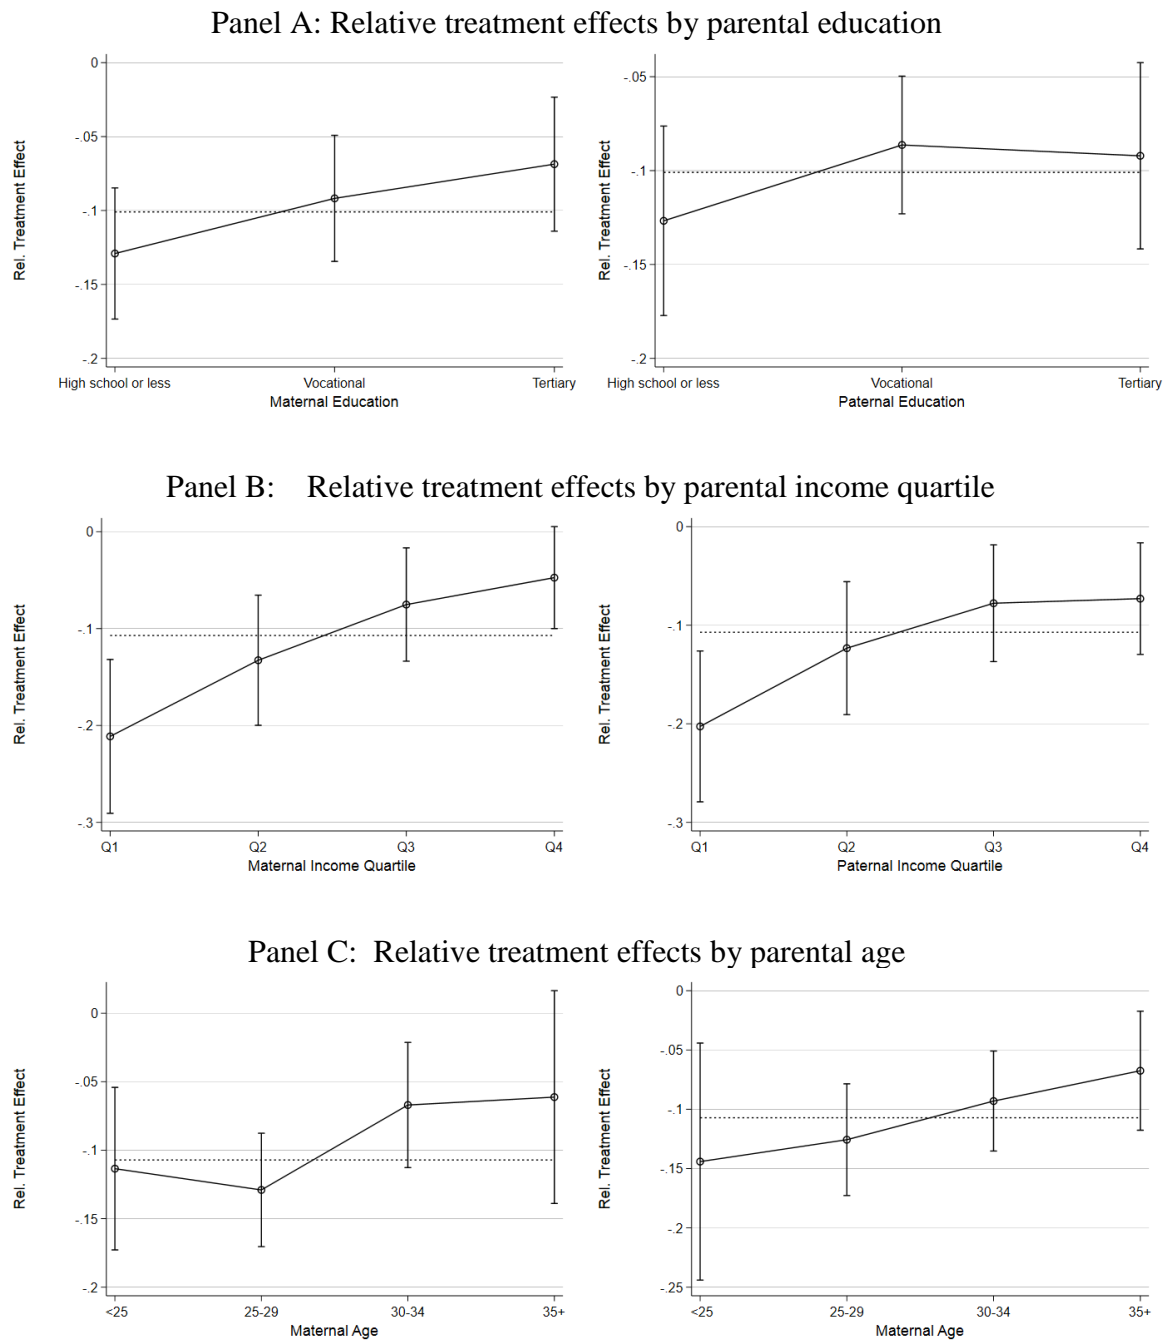 Panel A: Relative treatment effects by parental education
0
-.05
-.1
-.15
-.2
Rel. Treatment Effect
High school or less Vocational Tertiary
Maternal Education
-.05
-.1
-.15
-.2
Rel. Treatment Effect
High school or less Vocational Tertiary
Paternal Education
Panel B: Relative treatment effects by parental income quartile
0
-.1
-.2
-.3
Rel. Treatment Effect
Q1 Q2 Q3 Q4
Maternal Income Quartile
0
-.1
-.2
-.3
Rel. Treatment Effect
Q1 Q2 Q3 Q4
Paternal Income Quartile
Panel C: Relative treatment effects by parental age
0
-.05
-.1
-.15
-.2
Rel. Treatment Effect
<25 25-29 30-34 35+
Maternal Age
0
-.05
-.1
-.15
-.2
-.25
Rel. Treatment Effect
<25 25-29 30-34 35+
Paternal Age